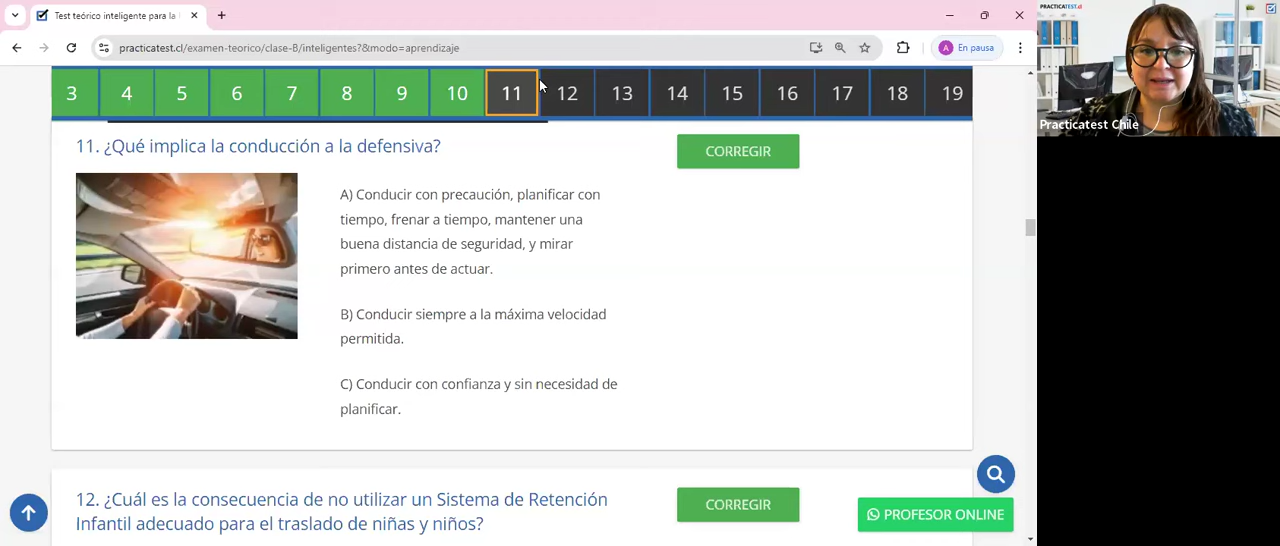 Test teórico inteligente para la
practicatest.cl/examen-teorico/clase-B/inteligentes?&modo=aprendizaje
A
En pausa
PRACTICATEST.cl
Practicatest Chile
3 4 5 6 7 8 9 10 11 12 13 14 15 16 17 18 19
11. ¿Qué implica la conducción a la defensiva?
CORREGIR
A) Conducir con precaución, planificar con
tiempo, frenar a tiempo, mantener una
buena distancia de seguridad, y mirar
primero antes de actuar.
B) Conducir siempre a la máxima velocidad
permitida.
C) Conducir con confianza y sin necesidad de
planificar.
12. ¿Cuál es la consecuencia de no utilizar un Sistema de Retención
Infantil adecuado para el traslado de niñas y niños?
CORREGIR
PROFESOR ONLINE